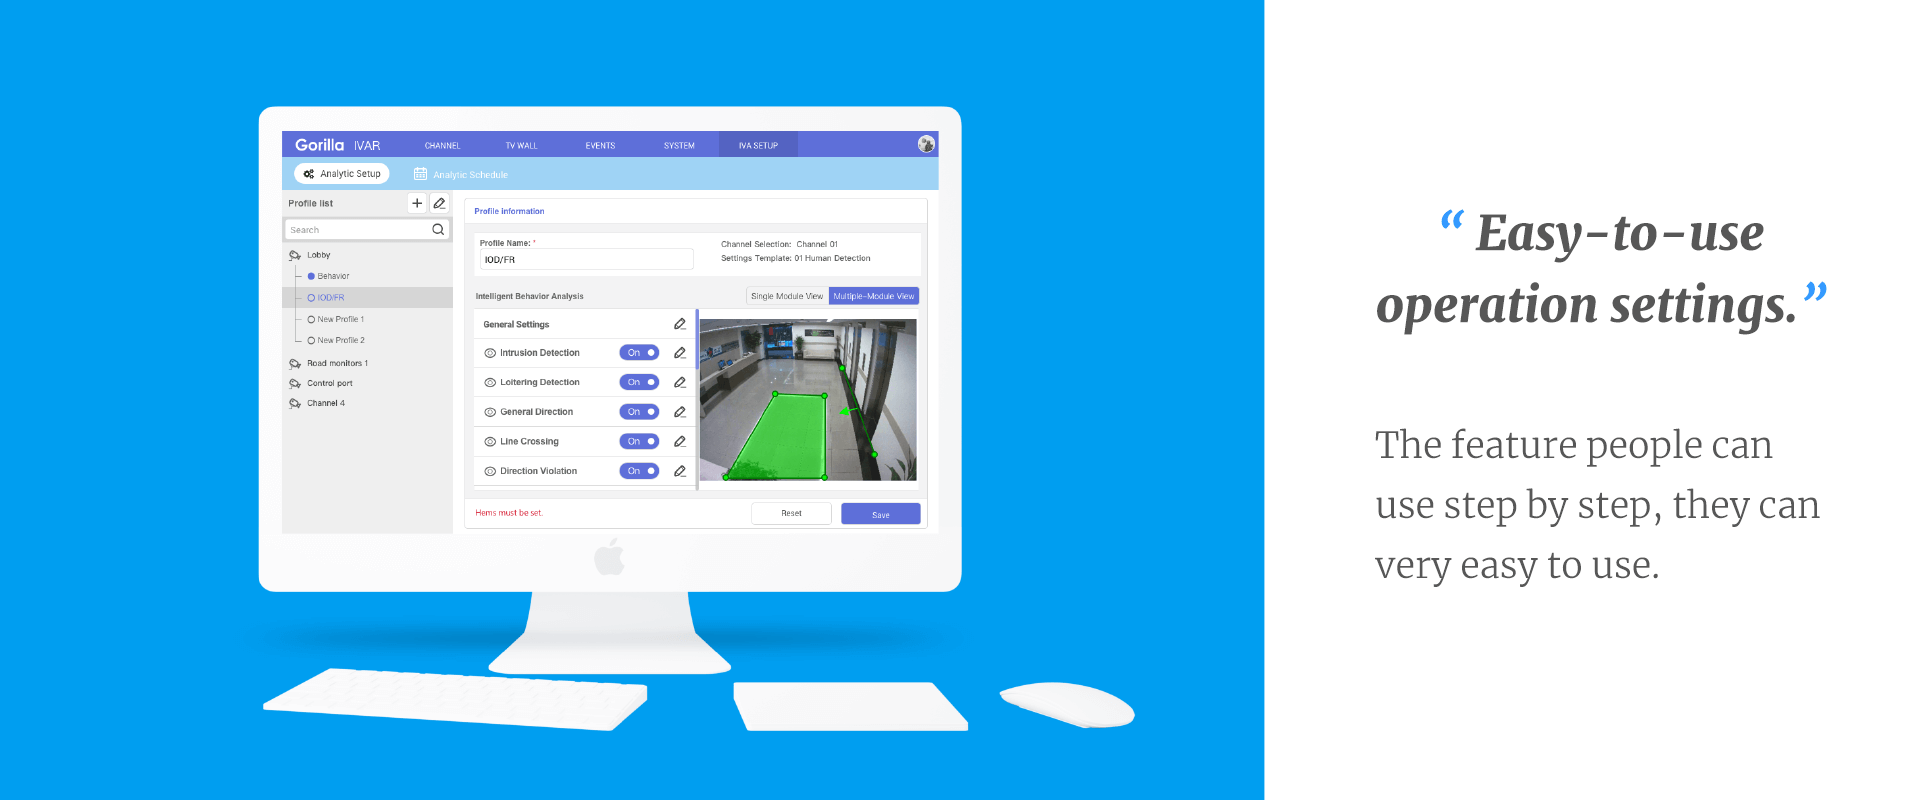 Gorilla IVAR CHANNEL TV WALL EVENTS SYSTEM IVA SETUP
Analytic Setup Analytic Schedule
Profile list
Search
Lobby
Behavior
IOD/FR
New Profile 1
New Profile 2
Road monitors 1
Control port
Channel 4
Profile information
Profile Name: *
IOD/FR
Channel Selection: Channel 01
Settings Template: 01 Human Detection
Intelligent Behavior Analysis
Single Module View Multiple-Module View
General Settings
Intrusion Detection On
Loitering Detection On
General Direction On
Line Crossing On
Direction Violation On
Hems must be set.
Reset Save
“ Easy-to-use
operation settings.”
The feature people can
use step by step, they can
very easy to use.